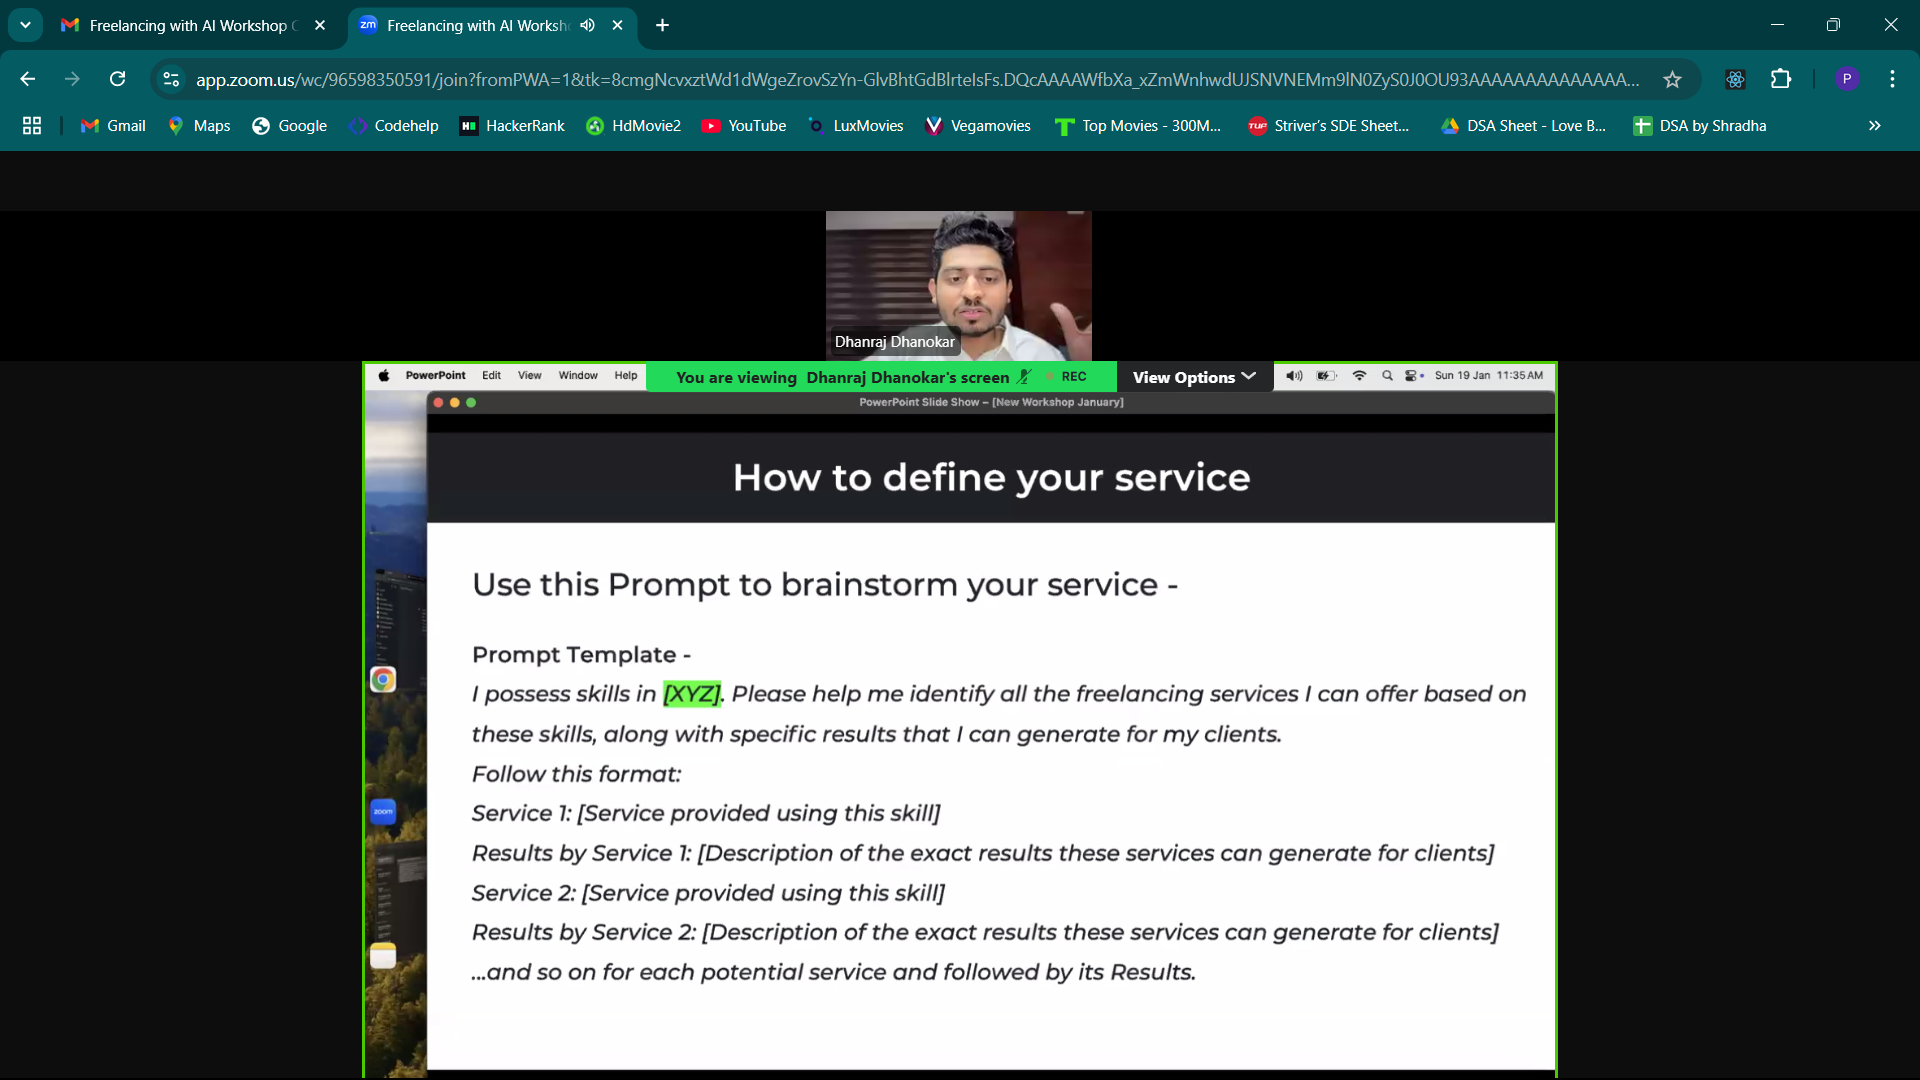 Freelancing with AI Workshop
Freelancing with AI Worksh
app.zoom.us/wc/96598350591/join?fromPWA=1&tk=8cmgNcvxztWd1dWgeZrovSzYn-GlvBhtGdBlrteIsFs.DQcAAAAWfbXa_xZmWnhwdUJSNVNEMm9lN0ZyS0J0OU93AAAAAAAAAAAAAA...
P
Gmail
Maps
Google
Codehelp
HackerRank
HdMovie2
YouTube
LuxMovies
Vegamovies
Top Movies - 300M...
Striver's SDE Sheet...
DSA Sheet - Love B...
DSA by Shradha
Dhanraj Dhanokar
PowerPoint Edit View Window Help
You are viewing Dhanraj Dhanokar's screen
REC
View Options
Sun 19 Jan 11:35 AM
PowerPoint Slide Show – [New Workshop January]
How to define your service
Use this Prompt to brainstorm your service -
Prompt Template -
I possess skills in [XYZ]. Please help me identify all the freelancing services I can offer based on
these skills, along with specific results that I can generate for my clients.
Follow this format:
Service 1: [Service provided using this skill]
Results by Service 1: [Description of the exact results these services can generate for clients]
Service 2: [Service provided using this skill]
Results by Service 2: [Description of the exact results these services can generate for clients]
...and so on for each potential service and followed by its Results.
zoom